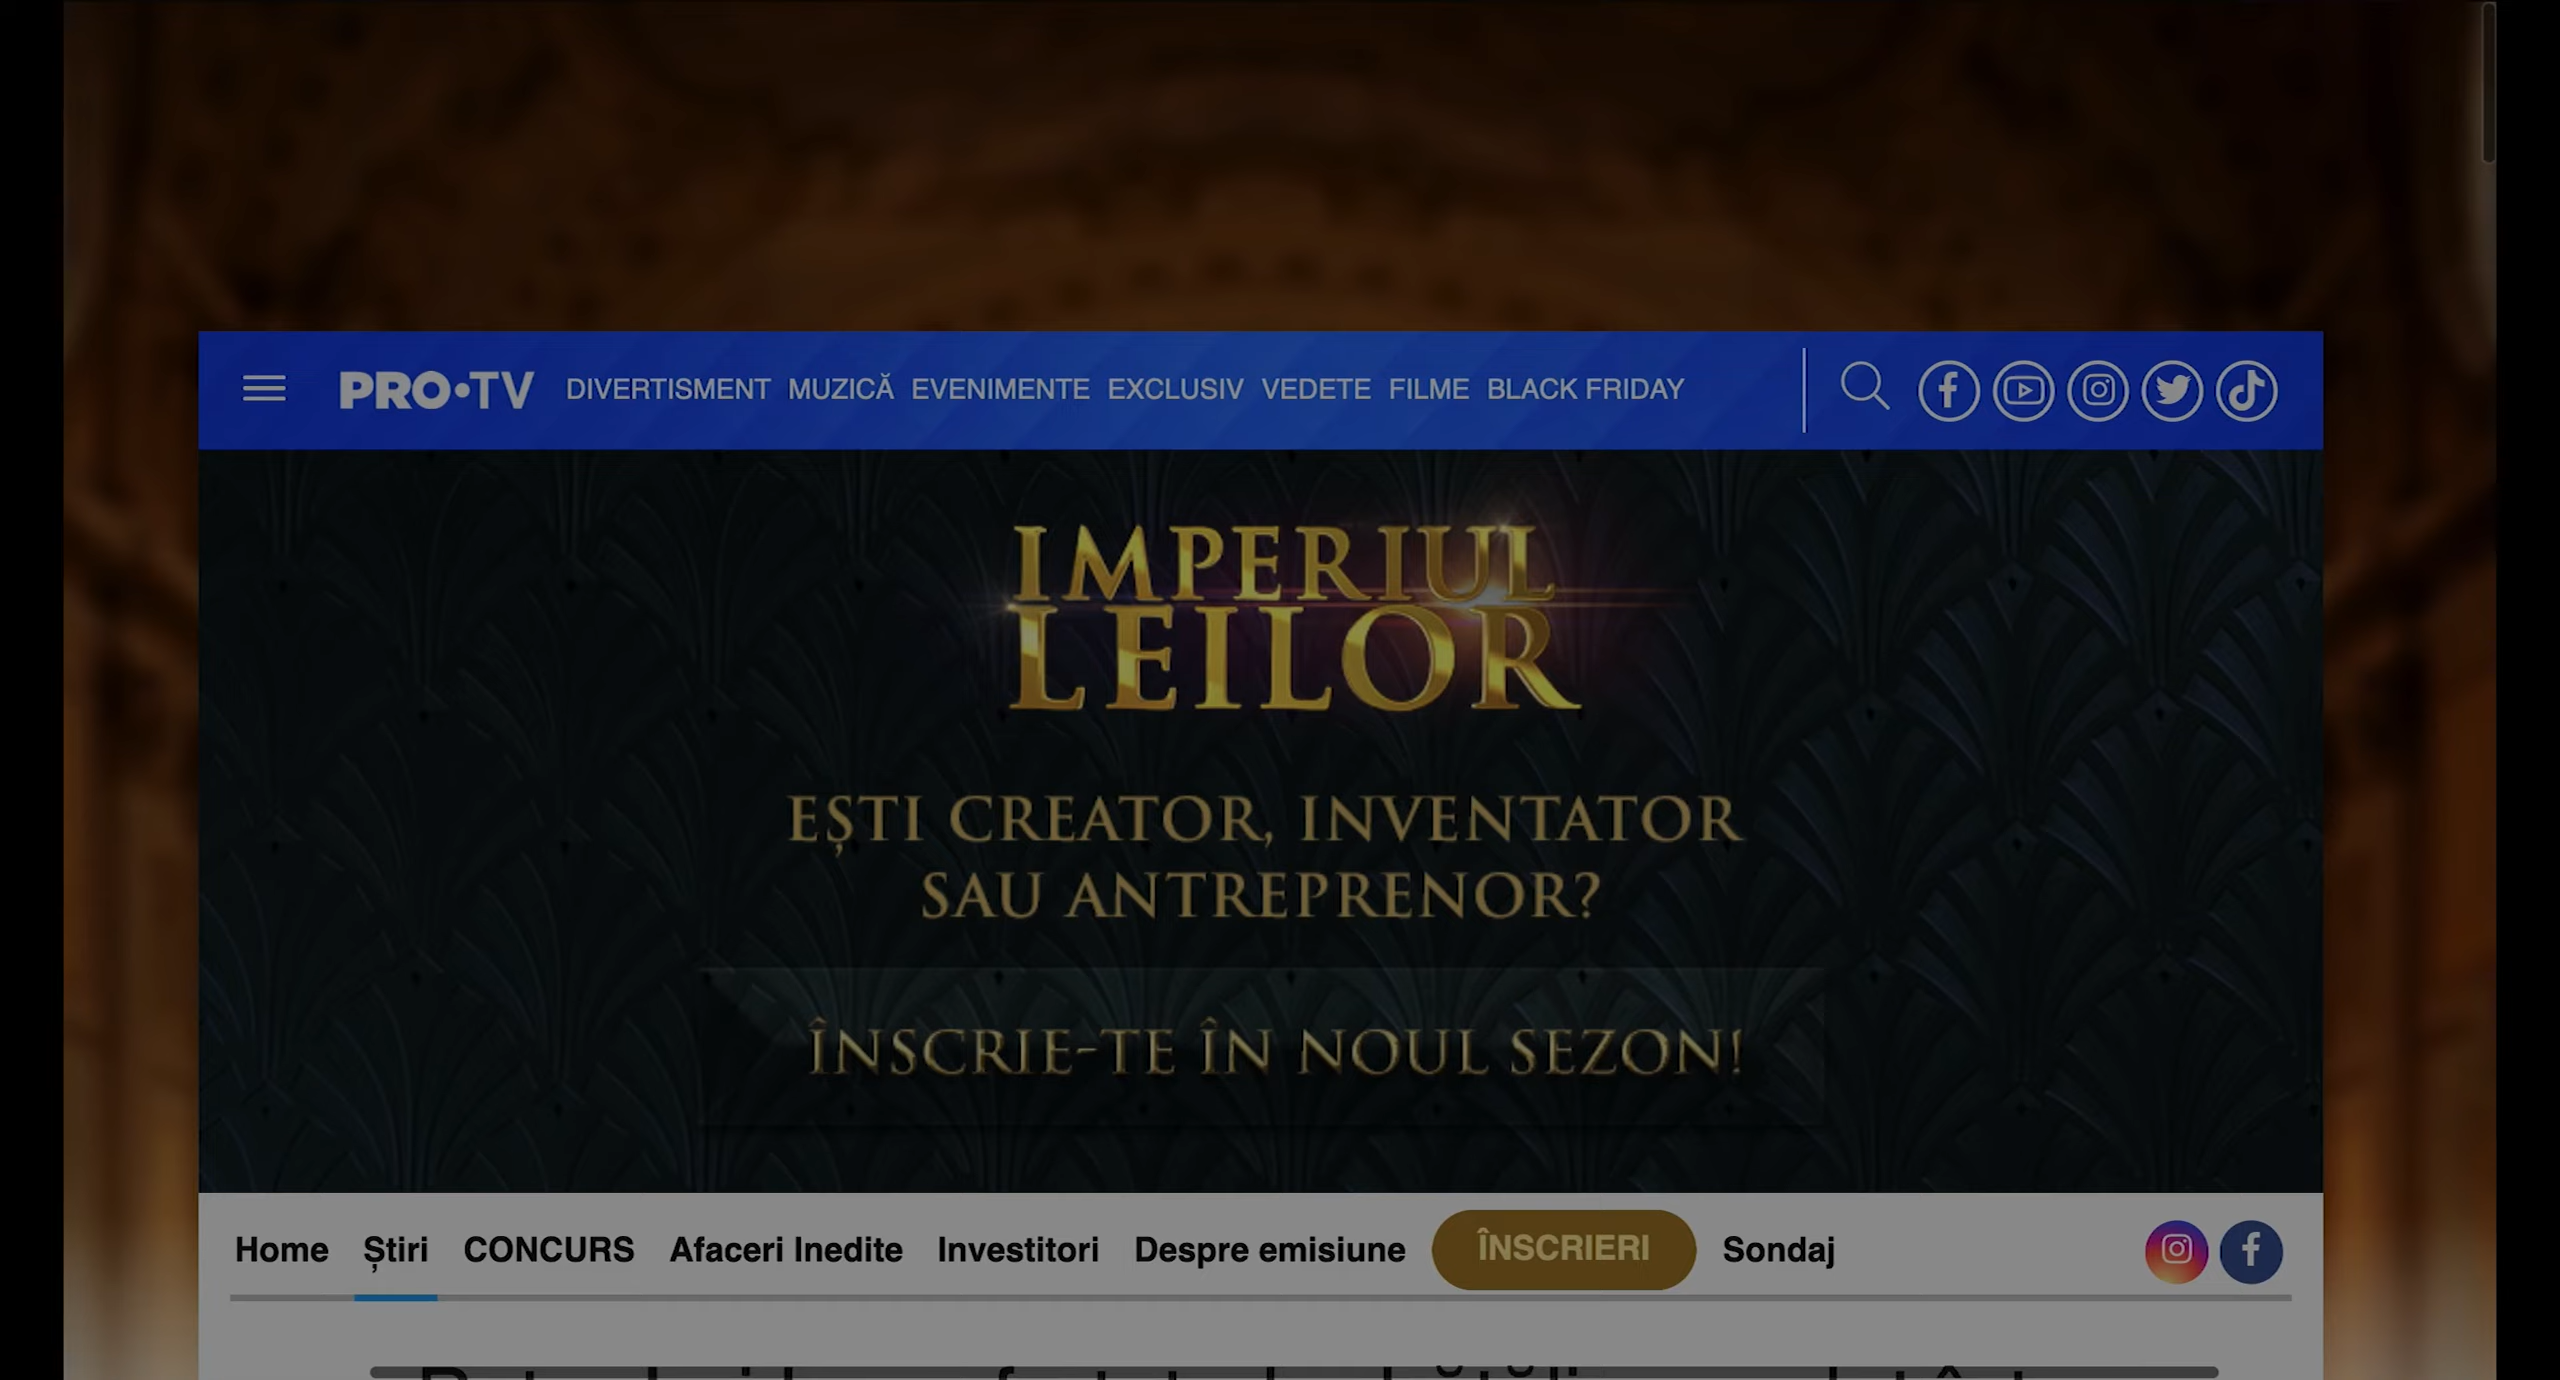 PRO•TV DIVERTISMENT MUZICĂ EVENIMENTE EXCLUSIV VEDETE FILME BLACK FRIDAY
IMPERIUL
LEILOR
EȘTI CREATOR, INVENTATOR
SAU ANTREPRENOR?
ÎNSCRIE-TE ÎN NOUL SEZON!
Home Știri CONCURS Afaceri Inedite Investitori Despre emisiune ÎNSCRIERI Sondaj